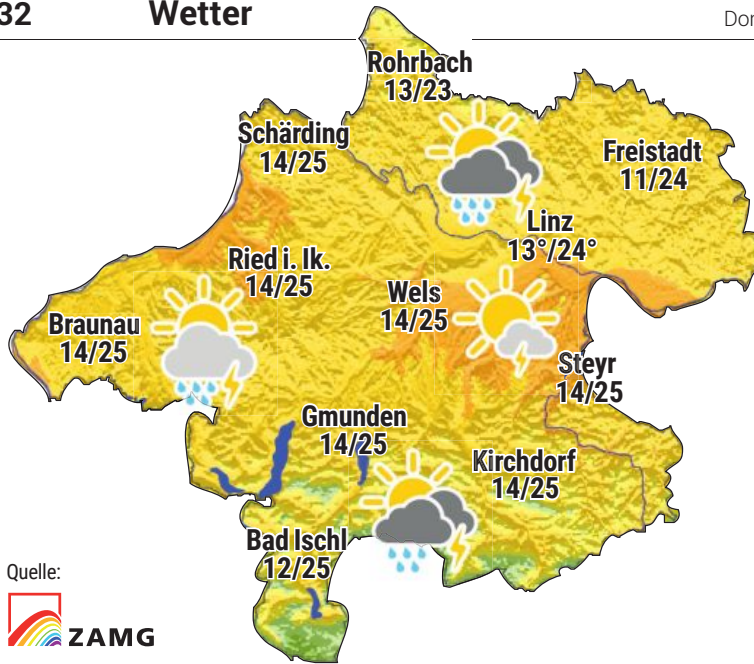 32 Wetter
Rohrbach
13/23
Schärding
14/25
Freistadt
11/24
Linz
13°/24°
Ried i. Ik.
14/25
Wels
14/25
Braunau
14/25
Steyr
14/25
Gmunden
14/25
Kirchdorf
14/25
Bad Ischl
12/25
Quelle:
ZAMG